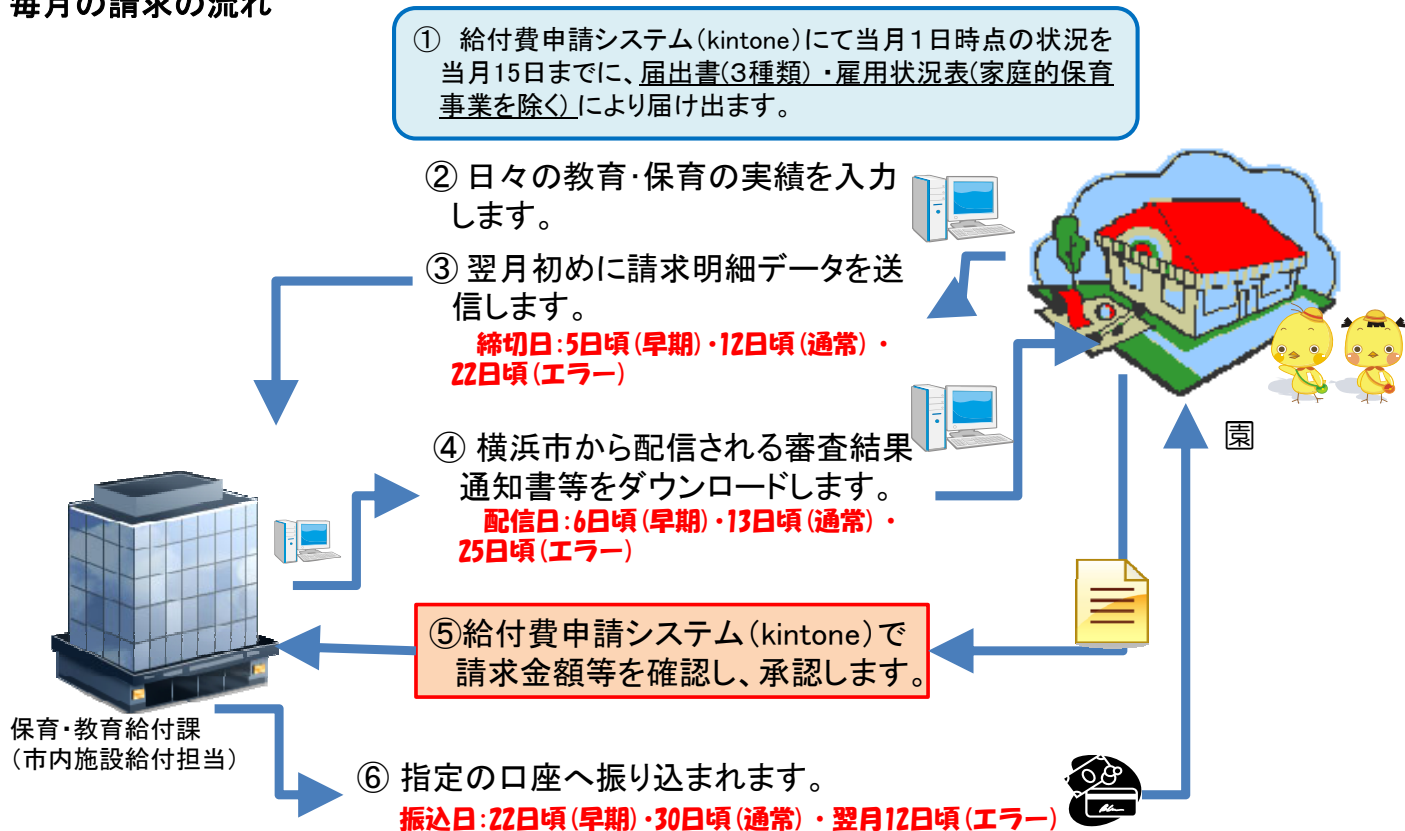 毎月の請求の流れ
① 給付費申請システム(kintone)にて当月1日時点の状況を
当月15日までに、届出書(3種類)・雇用状況表(家庭的保育
事業を除く)により届け出ます。
② 日々の教育・保育の実績を入力
します。
③ 翌月初めに請求明細データを送
信します。
締切日:5日頃(早期)・12日頃(通常)・
22日頃(エラー)
④ 横浜市から配信される審査結果
通知書等をダウンロードします。
配信日:6日頃(早期)・13日頃(通常)・
25日頃(エラー)
園
⑤給付費申請システム(kintone)で
請求金額等を確認し、承認します。
保育・教育給付課
(市内施設給付担当)
⑥ 指定の口座へ振り込まれます。
振込日:22日頃(早期)・30日頃(通常)・翌月12日頃(エラー)